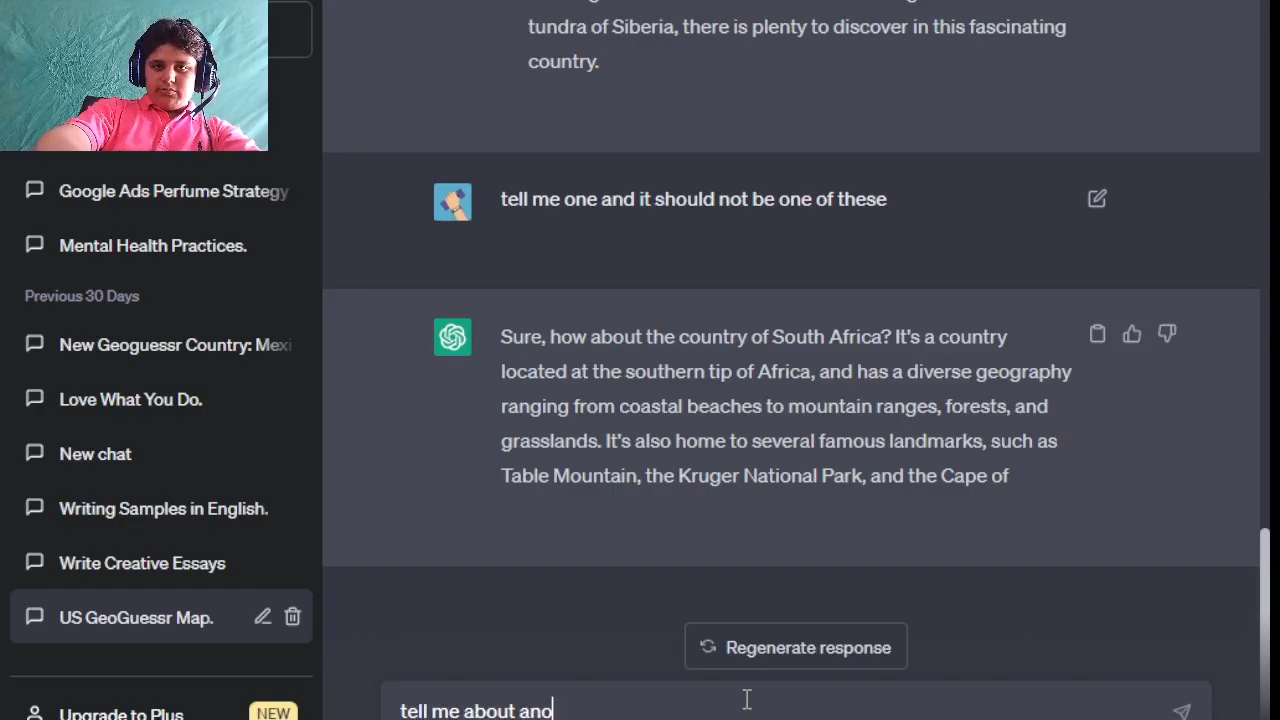 tundra of Siberia, there is plenty to discover in this fascinating
country.
Google Ads Perfume Strategy
Mental Health Practices.
Previous 30 Days
New Geoguessr Country: Mexi
Love What You Do.
New chat
Writing Samples in English.
Write Creative Essays
US GeoGuessr Map.
Upgrade to Plus
NEW
tell me one and it should not be one of these
Sure, how about the country of South Africa? It's a country
located at the southern tip of Africa, and has a diverse geography
ranging from coastal beaches to mountain ranges, forests, and
grasslands. It's also home to several famous landmarks, such as
Table Mountain, the Kruger National Park, and the Cape of
Regenerate response
tell me about ano